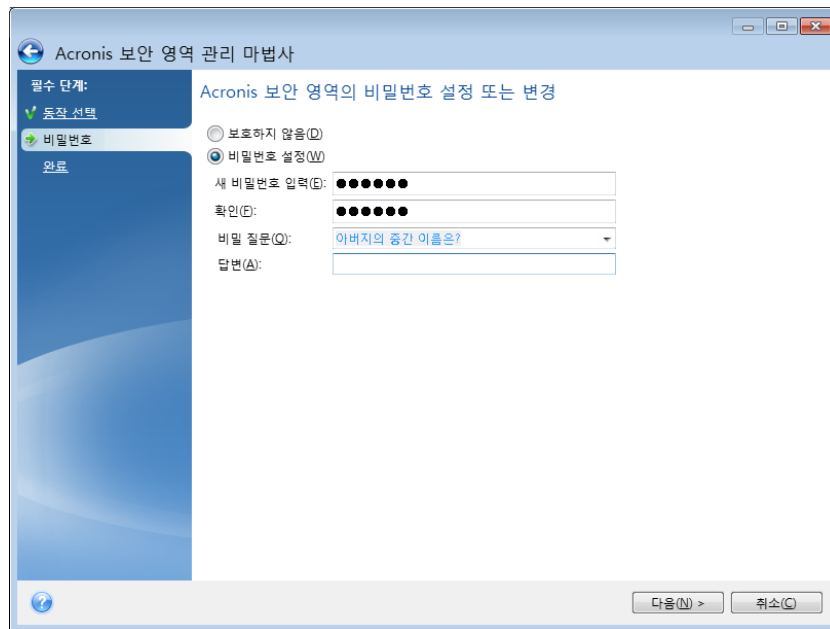 Acronis 보안 영역 관리 마법사
필수 단계:
동작 선택
비밀번호
완료
Acronis 보안 영역의 비밀번호 설정 또는 변경
보호하지 않음(D)
비밀번호 설정(W)
새 비밀번호 입력(E): ●●●●●●
확인(F): ●●●●●●
비밀 질문(Q): 아버지의 중간 이름은?
답변(A):
다음(N) > 취소(C)